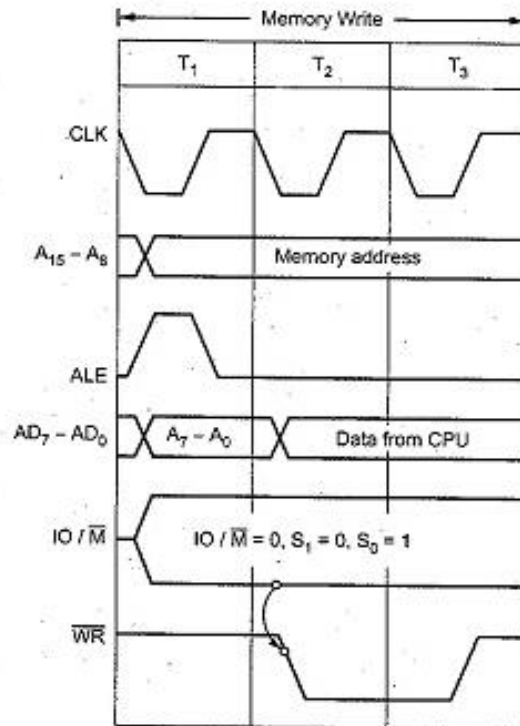 Memory Write
T₁ T₂ T₃
CLK
A₁₅ – A₈ Memory address
ALE
AD₇ – AD₀ A₇ – A₀ Data from CPU
IO / M̅ IO / M̅ = 0, S₁ = 0, S₀ = 1
W̅R̅